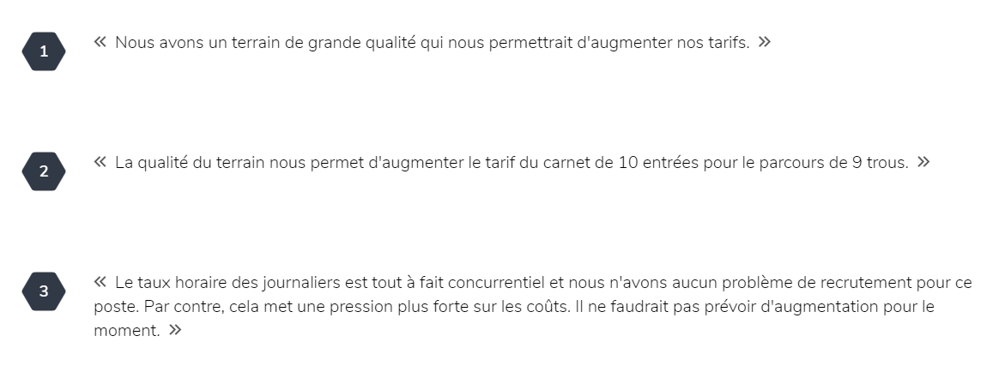 1
« Nous avons un terrain de grande qualité qui nous permettrait d'augmenter nos tarifs. »
2
« La qualité du terrain nous permet d'augmenter le tarif du carnet de 10 entrées pour le parcours de 9 trous. »
3
« Le taux horaire des journaliers est tout à fait concurrentiel et nous n'avons aucun problème de recrutement pour ce
poste. Par contre, cela met une pression plus forte sur les coûts. Il ne faudrait pas prévoir d'augmentation pour le
moment. »